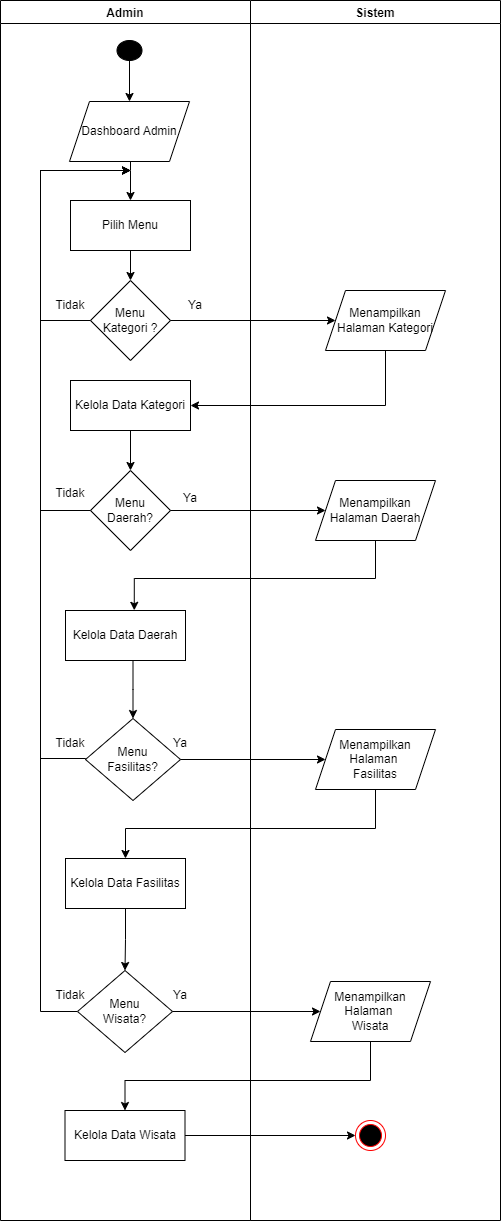 Admin
Sistem
Dashboard Admin
Pilih Menu
Tidak
Menu
Kategori ?
Ya
Menampilkan
Halaman Kategori
Kelola Data Kategori
Tidak
Menu
Daerah?
Ya
Menampilkan
Halaman Daerah
Kelola Data Daerah
Tidak
Menu
Fasilitas?
Ya
Menampilkan
Halaman
Fasilitas
Kelola Data Fasilitas
Tidak
Menu
Wisata?
Ya
Menampilkan
Halaman
Wisata
Kelola Data Wisata